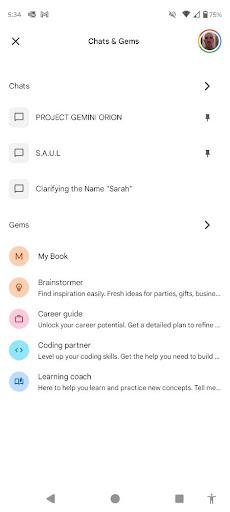 5:34
75%
Chats & Gems
Chats
PROJECT GEMINI ORION
S.A.U.L
Clarifying the Name "Sarah"
Gems
M
My Book
Brainstormer
Find inspiration easily. Fresh ideas for parties, gifts, busine...
Career guide
Unlock your career potential. Get a detailed plan to refine ...
Coding partner
Level up your coding skills. Get the help you need to build ...
Learning coach
Here to help you learn and practice new concepts. Tell me...